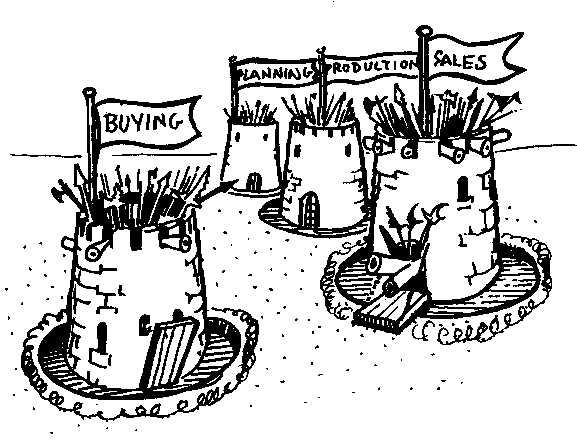 PLANNING
PRODUCTION
SALES
BUYING